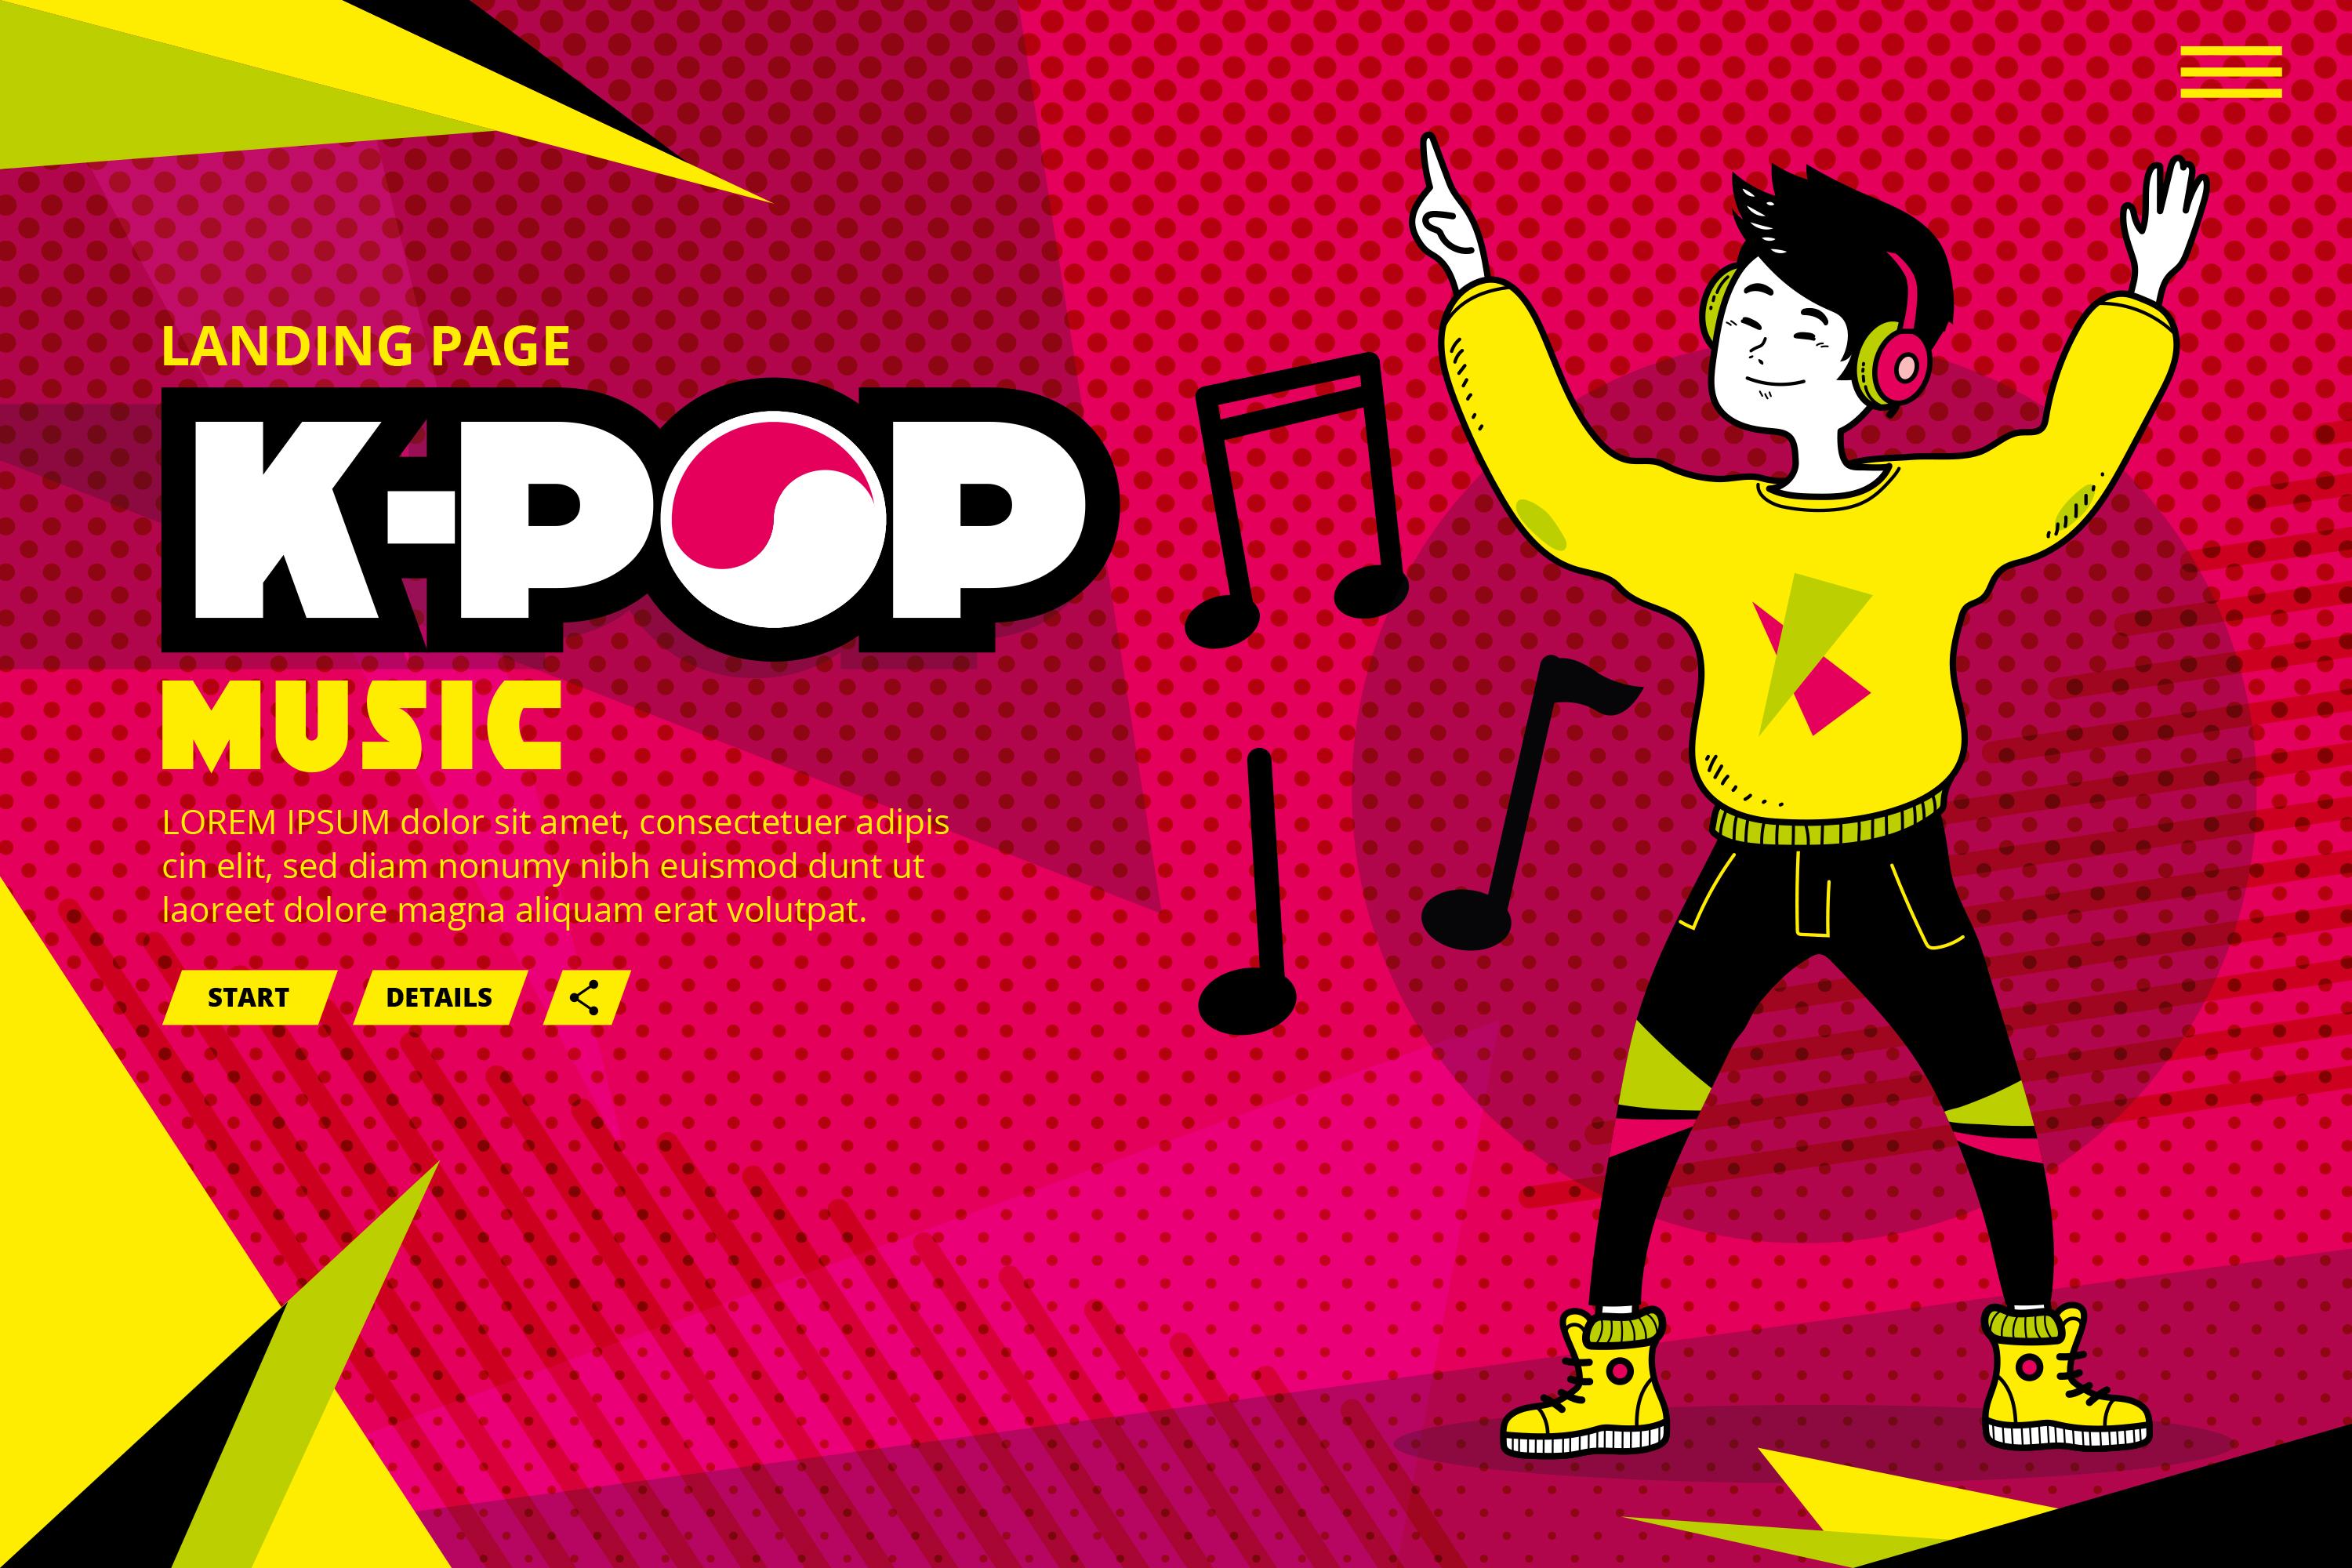 LANDING PAGE
K-POP
MUSIC
LOREM IPSUM dolor sit amet, consectetuer adipis
cin elit, sed diam nonumy nibh euismod dunt ut
laoreet dolore magna aliquam erat volutpat.
START DETAILS